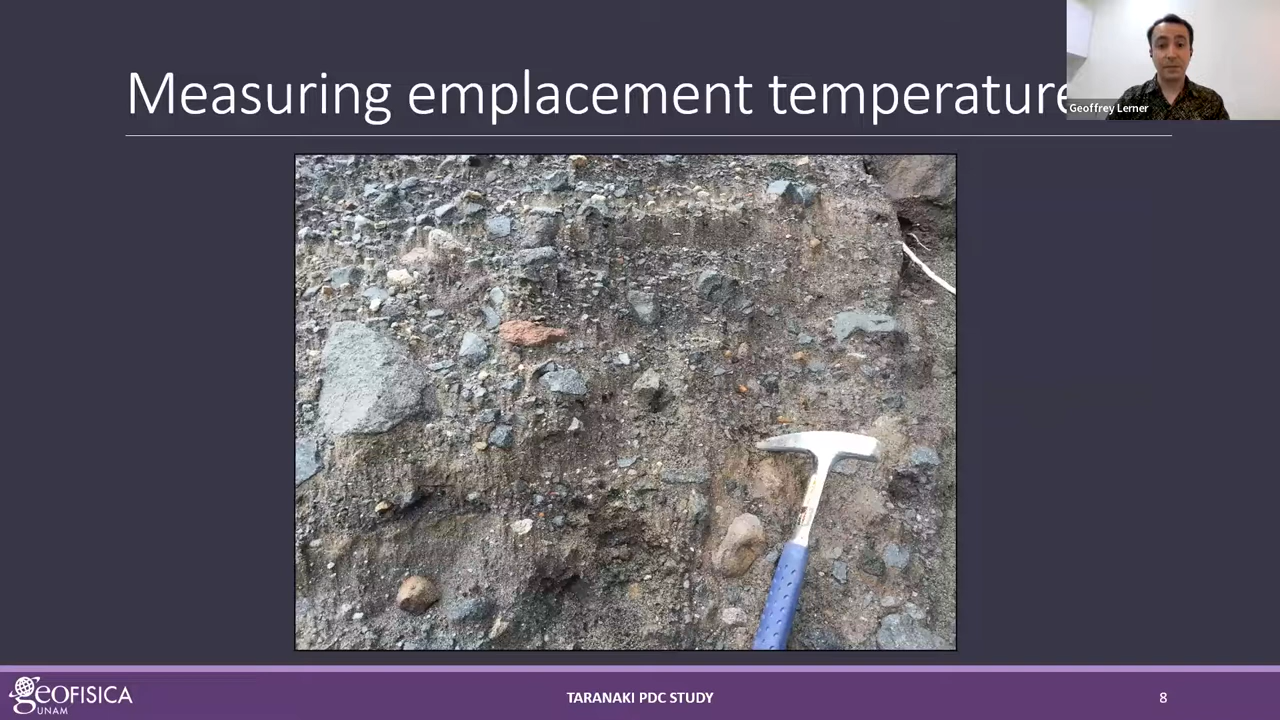 Measuring emplacement temperature
Geoffrey Lerner
GEOFISICA
UNAM
TARANAKI PDC STUDY
8